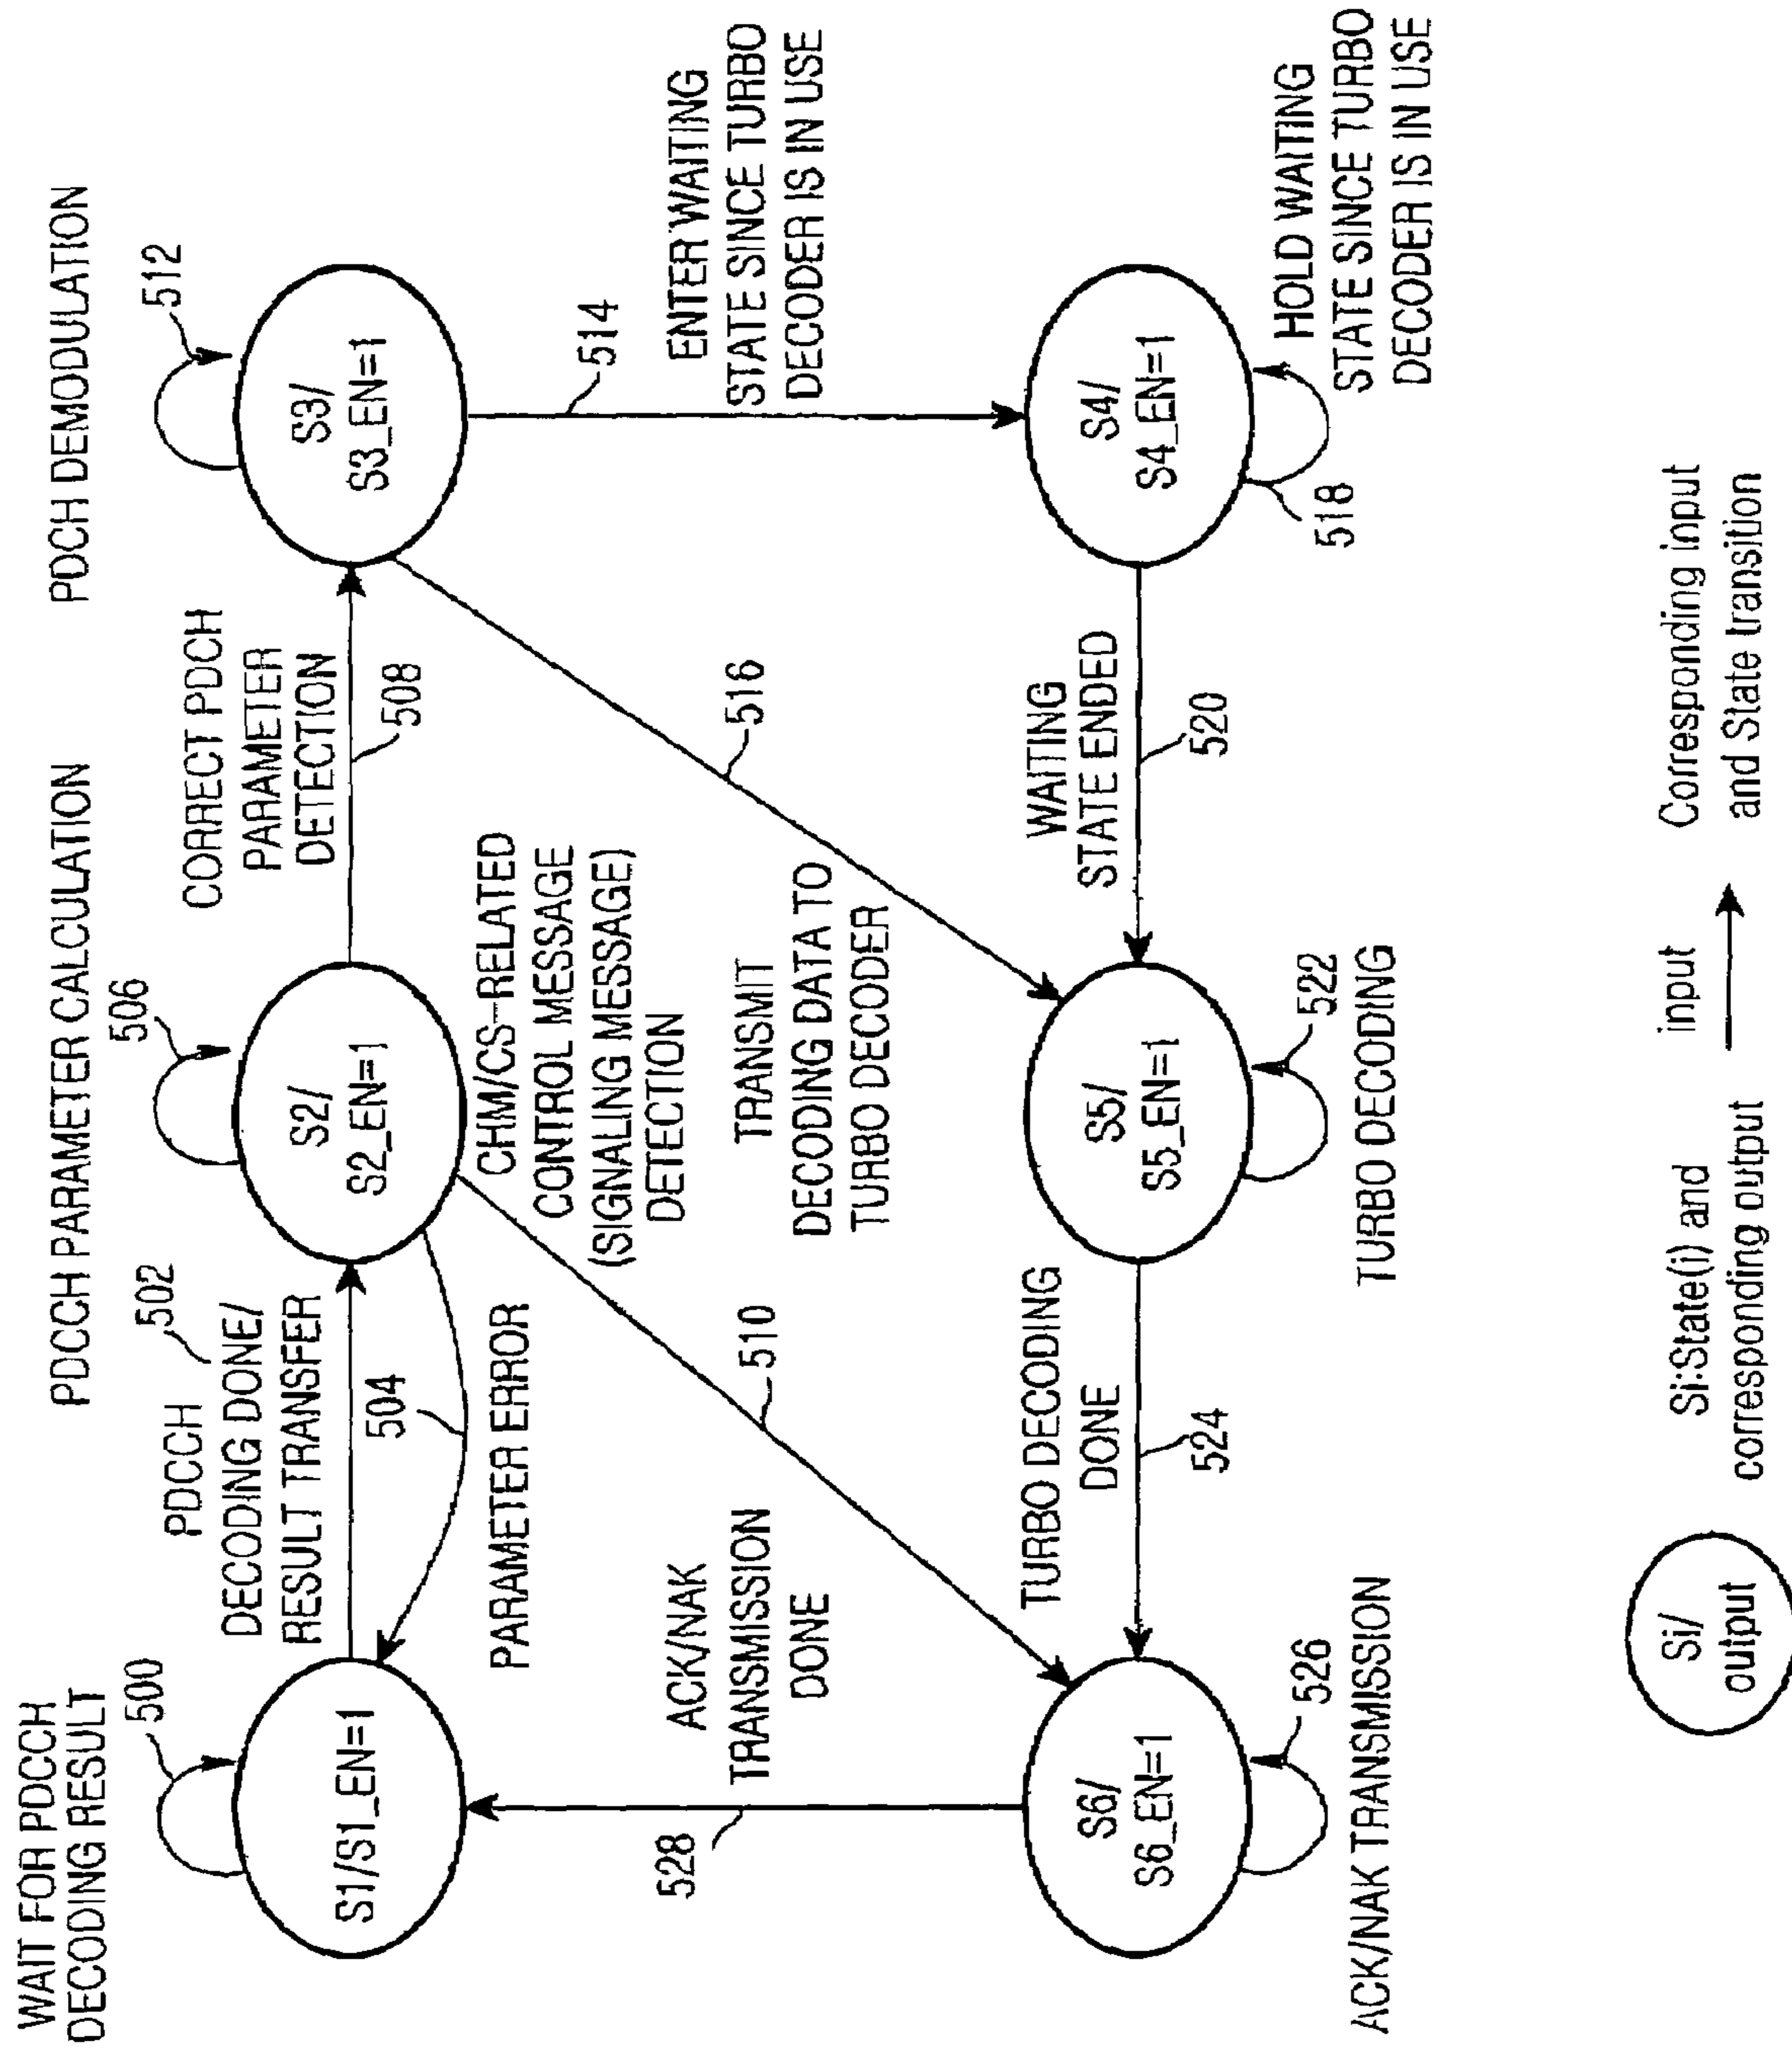 WAIT FOR PDCCH
DECODING RESULT
500
S1/S1_EN=1
PDCCH
DECODING DONE/
RESULT TRANSFER
502
504
PARAMETER ERROR
PDCCH PARAMETER CALCULATION
506
S2/
S2_EN=1
CORRECT PDCH
PARAMETER
DETECTION
508
PDCH DEMODULATION
512
S3/
S3_EN=1
CHM/CS-RELATED
CONTROL MESSAGE
(SIGNALING MESSAGE)
DETECTION
510
516
514
ENTER WAITING
STATE SINCE TURBO
DECODER IS IN USE
ACK/NAK
TRANSMISSION
DONE
528
TRANSMIT
DECODING DATA TO
TURBO DECODER
S6/
S6_EN=1
526
ACK/NAK TRANSMISSION
TURBO DECODING
DONE
524
S5/
S5_EN=1
522
TURBO DECODING
WAITING
STATE ENDED
520
S4/
S4_EN=1
518
HOLD WAITING
STATE SINCE TURBO
DECODER IS IN USE
Si/
output
Si:State(i) and
corresponding output
input
Corresponding input
and State transition